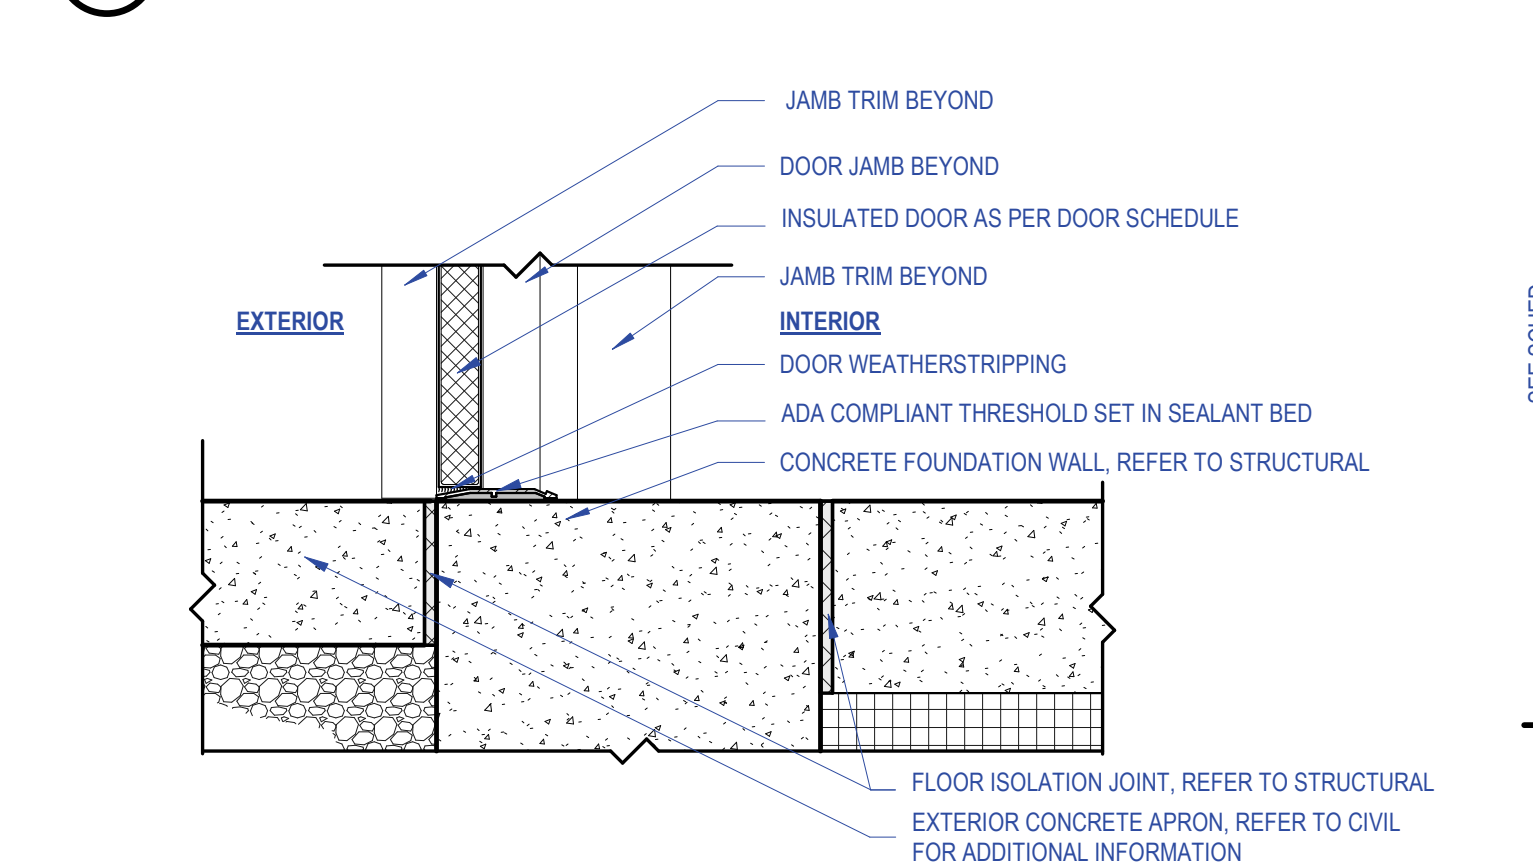 JAMB TRIM BEYOND
DOOR JAMB BEYOND
INSULATED DOOR AS PER DOOR SCHEDULE
JAMB TRIM BEYOND
EXTERIOR
INTERIOR
DOOR WEATHERSTRIPPING
ADA COMPLIANT THRESHOLD SET IN SEALANT BED
CONCRETE FOUNDATION WALL, REFER TO STRUCTURAL
FLOOR ISOLATION JOINT, REFER TO STRUCTURAL
EXTERIOR CONCRETE APRON, REFER TO CIVIL
FOR ADDITIONAL INFORMATION